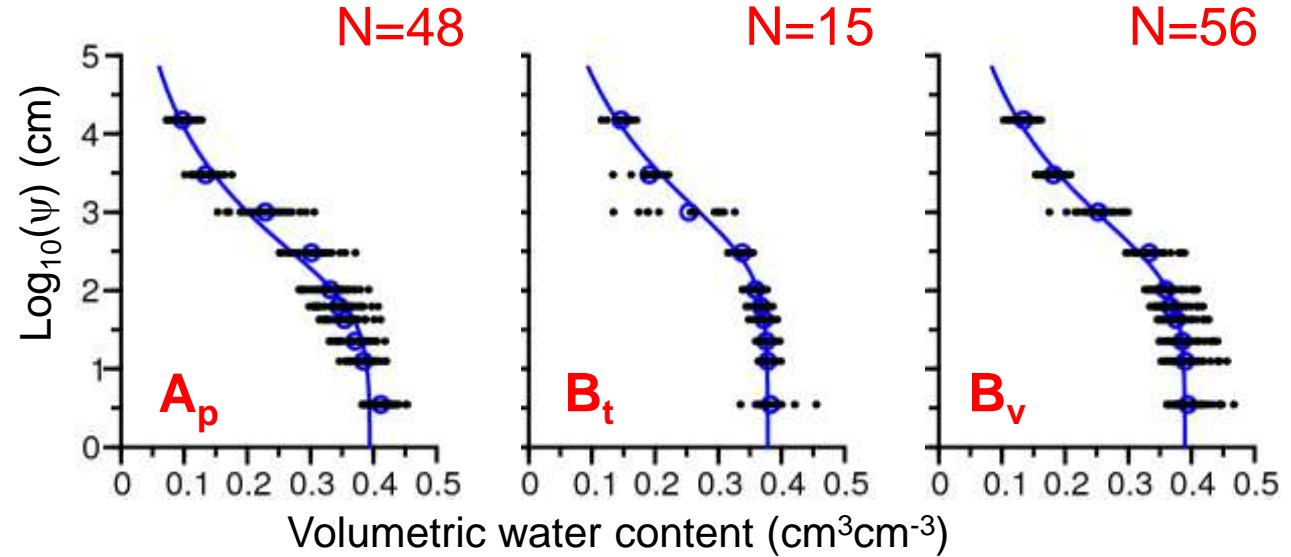 N=48 N=15 N=56
Log₁₀(ψ) (cm)
5
4
3
2
1
0
Aₚ Bₜ Bᵥ
0 0.1 0.2 0.3 0.4 0.5 0 0.1 0.2 0.3 0.4 0.5 0 0.1 0.2 0.3 0.4 0.5
Volumetric water content (cm³cm⁻³)